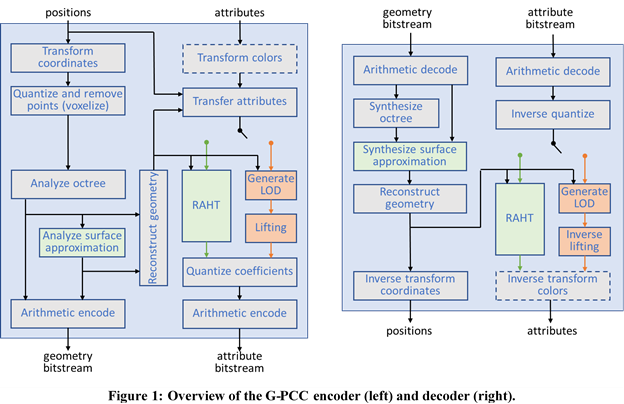 positions
attributes
Transform
coordinates
Transform colors
Quantize and remove
points (voxelize)
Transfer attributes
Analyze octree
Reconstruct geometry
RAHT
Generate
LOD
Analyze surface
approximation
Lifting
Quantize coefficients
Arithmetic encode
Arithmetic encode
geometry
bitstream
attribute
bitstream
geometry
bitstream
attribute
bitstream
Arithmetic decode
Arithmetic decode
Synthesize
octree
Inverse quantize
Synthesize surface
approximation
Reconstruct
geometry
RAHT
Generate
LOD
Inverse
lifting
Inverse transform
coordinates
Inverse transform
colors
positions
attributes
Figure 1: Overview of the G-PCC encoder (left) and decoder (right).